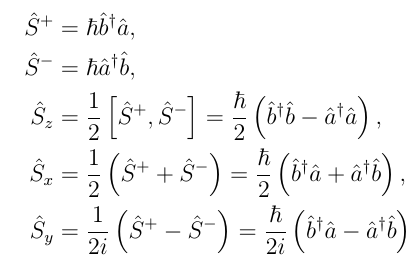 Ŝ⁺ = ħb̂†â,
Ŝ⁻ = ħâ†b̂,
Ŝ_z = 1/2 [Ŝ⁺, Ŝ⁻] = ħ/2 (b̂†b̂ − â†â),
Ŝ_x = 1/2 (Ŝ⁺ + Ŝ⁻) = ħ/2 (b̂†â + â†b̂),
Ŝ_y = 1/2i (Ŝ⁺ − Ŝ⁻) = ħ/2i (b̂†â − â†b̂)